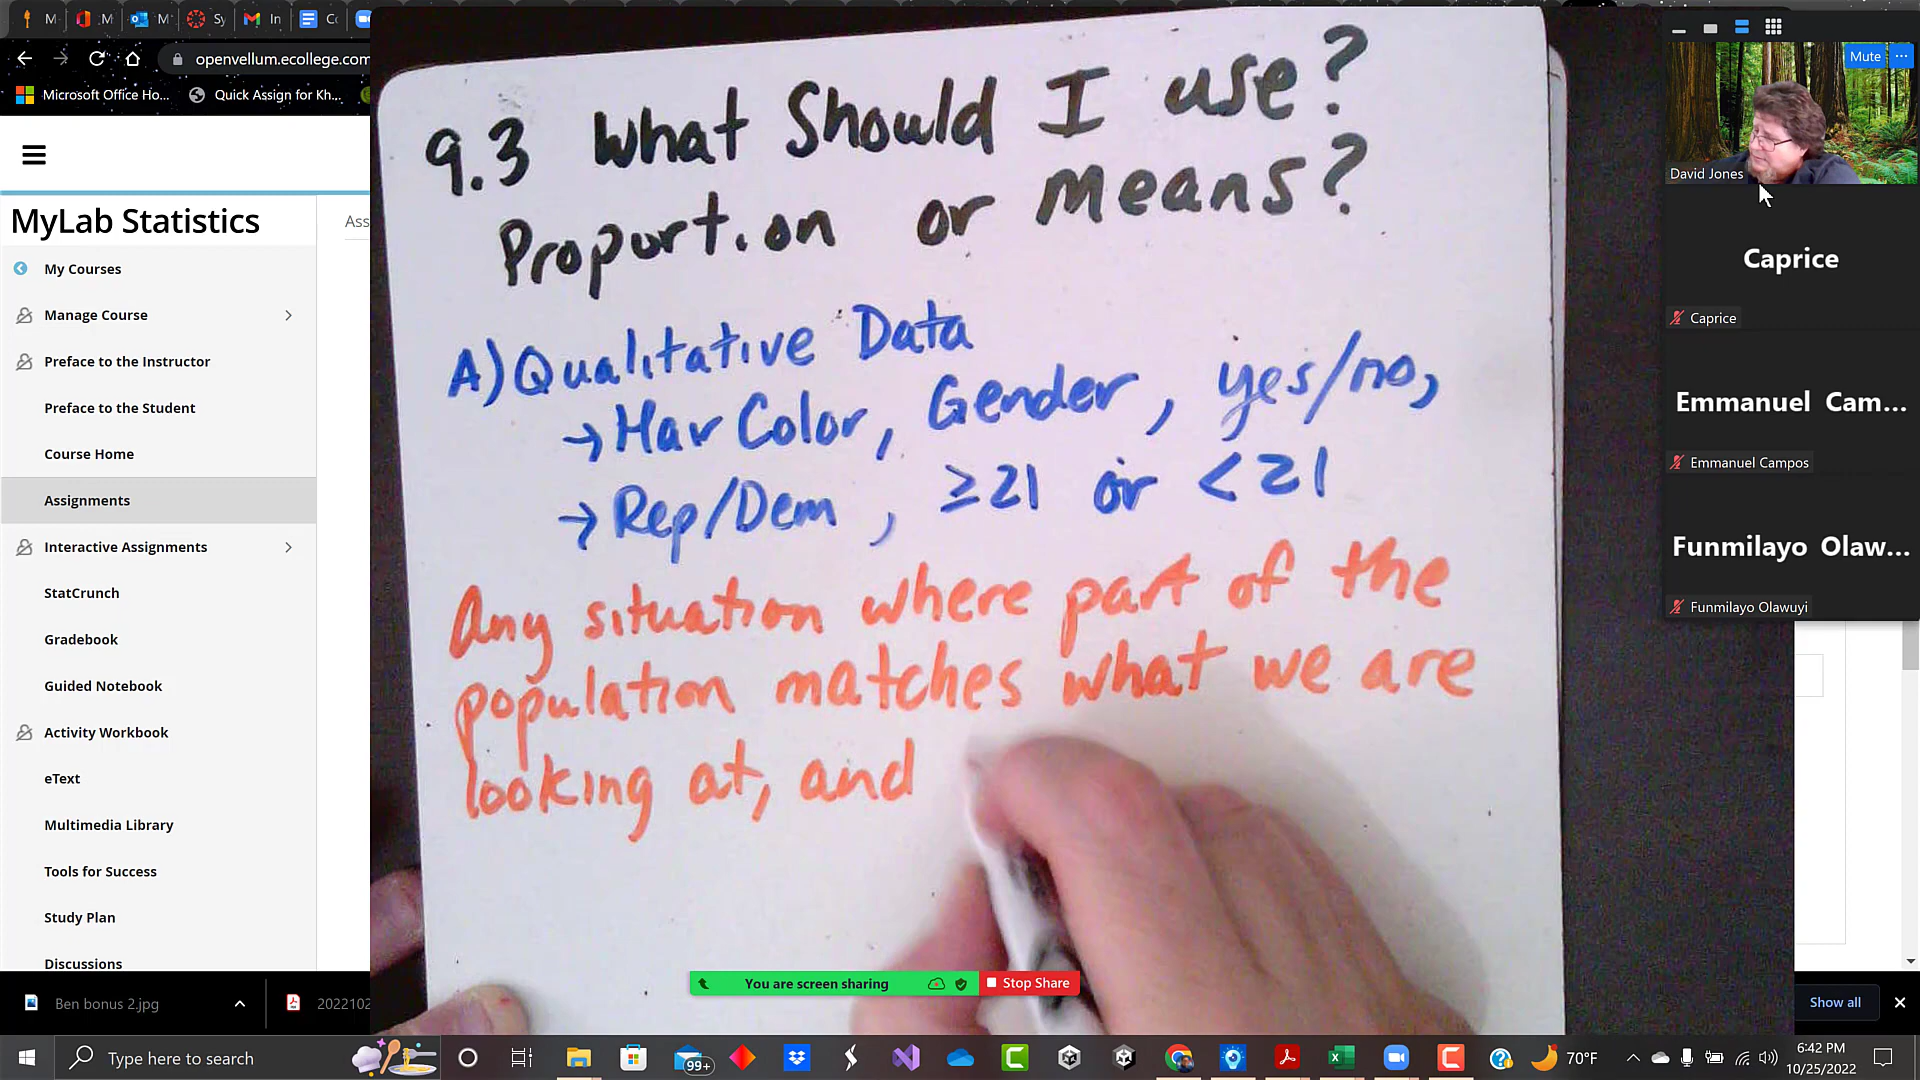 M
M
M
Sy
In
Co
openvellum.ecollege.com
Microsoft Office Ho...
Quick Assign for Kh...
MyLab Statistics
Ass
My Courses
Manage Course
Preface to the Instructor
Preface to the Student
Course Home
Assignments
Interactive Assignments
StatCrunch
Gradebook
Guided Notebook
Activity Workbook
eText
Multimedia Library
Tools for Success
Study Plan
Discussions
9.3 What Should I use?
Proportion or Means?
A) Qualitative Data
→ Hair Color, Gender, yes/no,
→ Rep/Dem, ≥21 or <21
Any situation where part of the
population matches what we are
looking at, and
Mute
David Jones
Caprice
Caprice
Emmanuel Cam...
Emmanuel Campos
Funmilayo Olaw...
Funmilayo Olawuyi
You are screen sharing
Stop Share
Ben bonus 2.jpg
2022102
Show all
Type here to search
99+
70°F
6:42 PM
10/25/2022